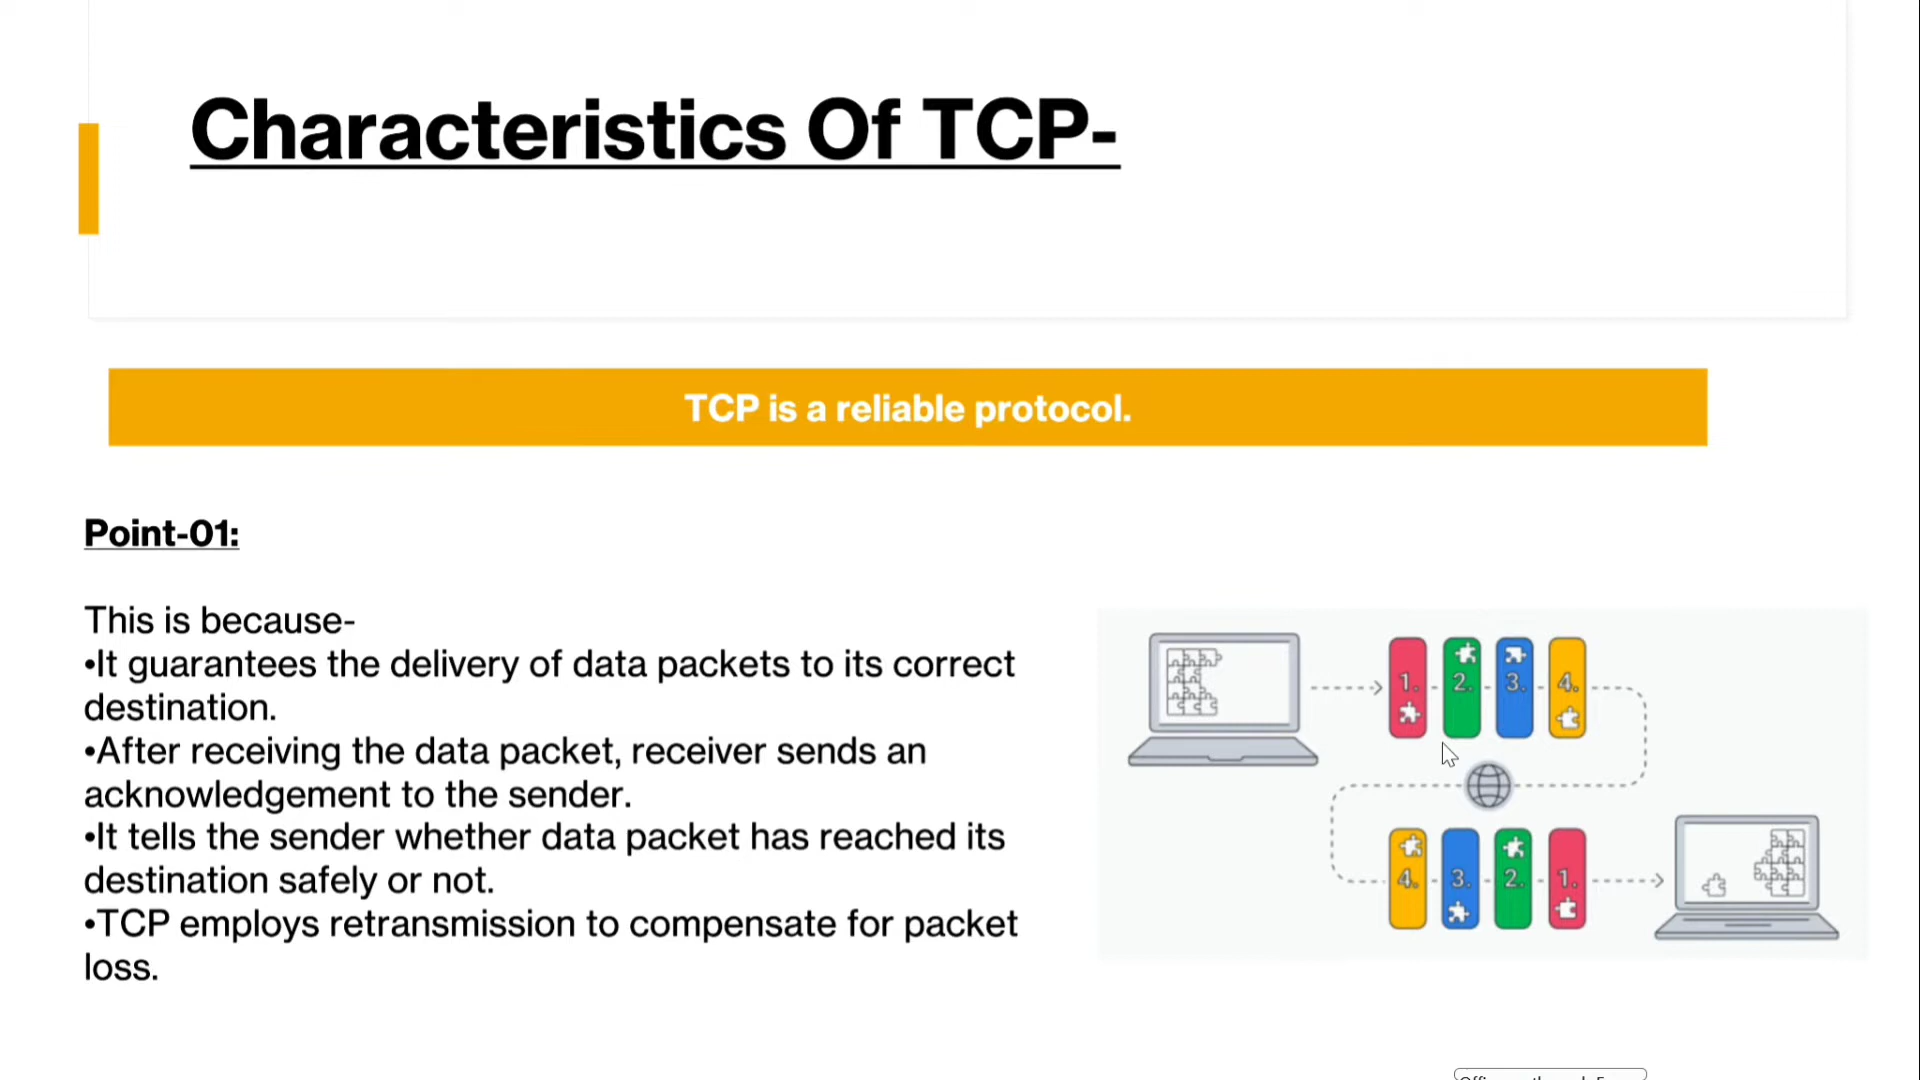 Characteristics Of TCP-
TCP is a reliable protocol.
Point-01:
This is because-
•It guarantees the delivery of data packets to its correct
destination.
•After receiving the data packet, receiver sends an
acknowledgement to the sender.
•It tells the sender whether data packet has reached its
destination safely or not.
•TCP employs retransmission to compensate for packet
loss.
1. 2. 3. 4.
4. 3. 2. 1.